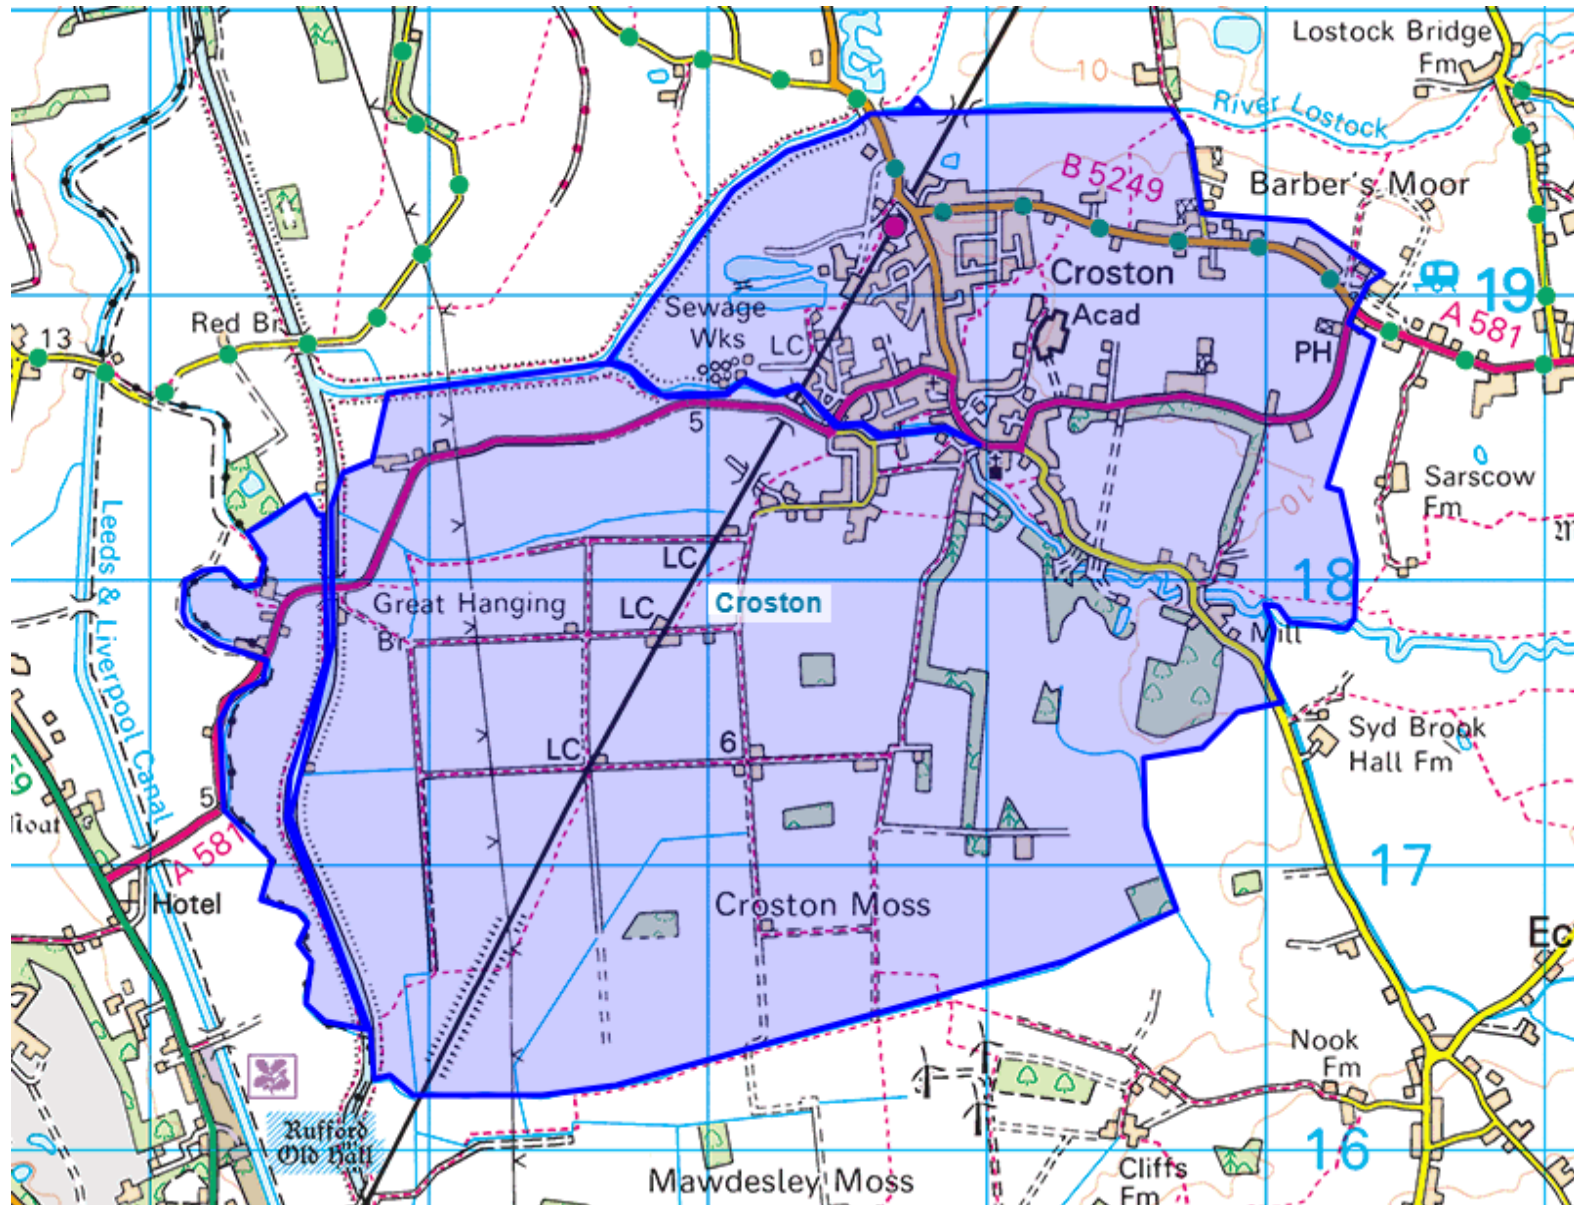 Lostock Bridge
Fm
10
River Lostock
B 5249
Barber's Moor
Croston
19
A 581
Acad
Sewage
Wks
LC
PH
Red Br
13
5
Sarscow
Fm
10
Leeds & Liverpool Canal
LC
18
Great Hanging
Br
LC
Croston
Mill
Syd Brook
Hall Fm
LC
6
59
5
A 581
17
Hotel
Croston Moss
Ec
Nook
Fm
Rufford
Old Hall
16
Cliffs
Fm
Mawdesley Moss